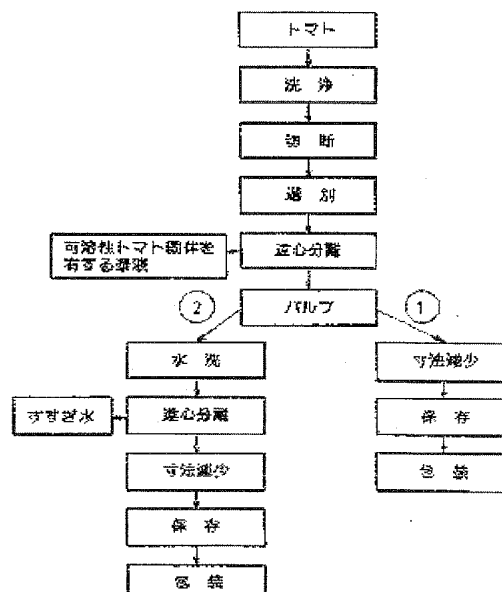 トマト
洗浄
切断
選別
可溶性トマト固体を
有する漿液
遠心分離
パルプ
②
①
水洗
寸法減少
すすぎ水
遠心分離
保存
寸法減少
包装
保存
包装